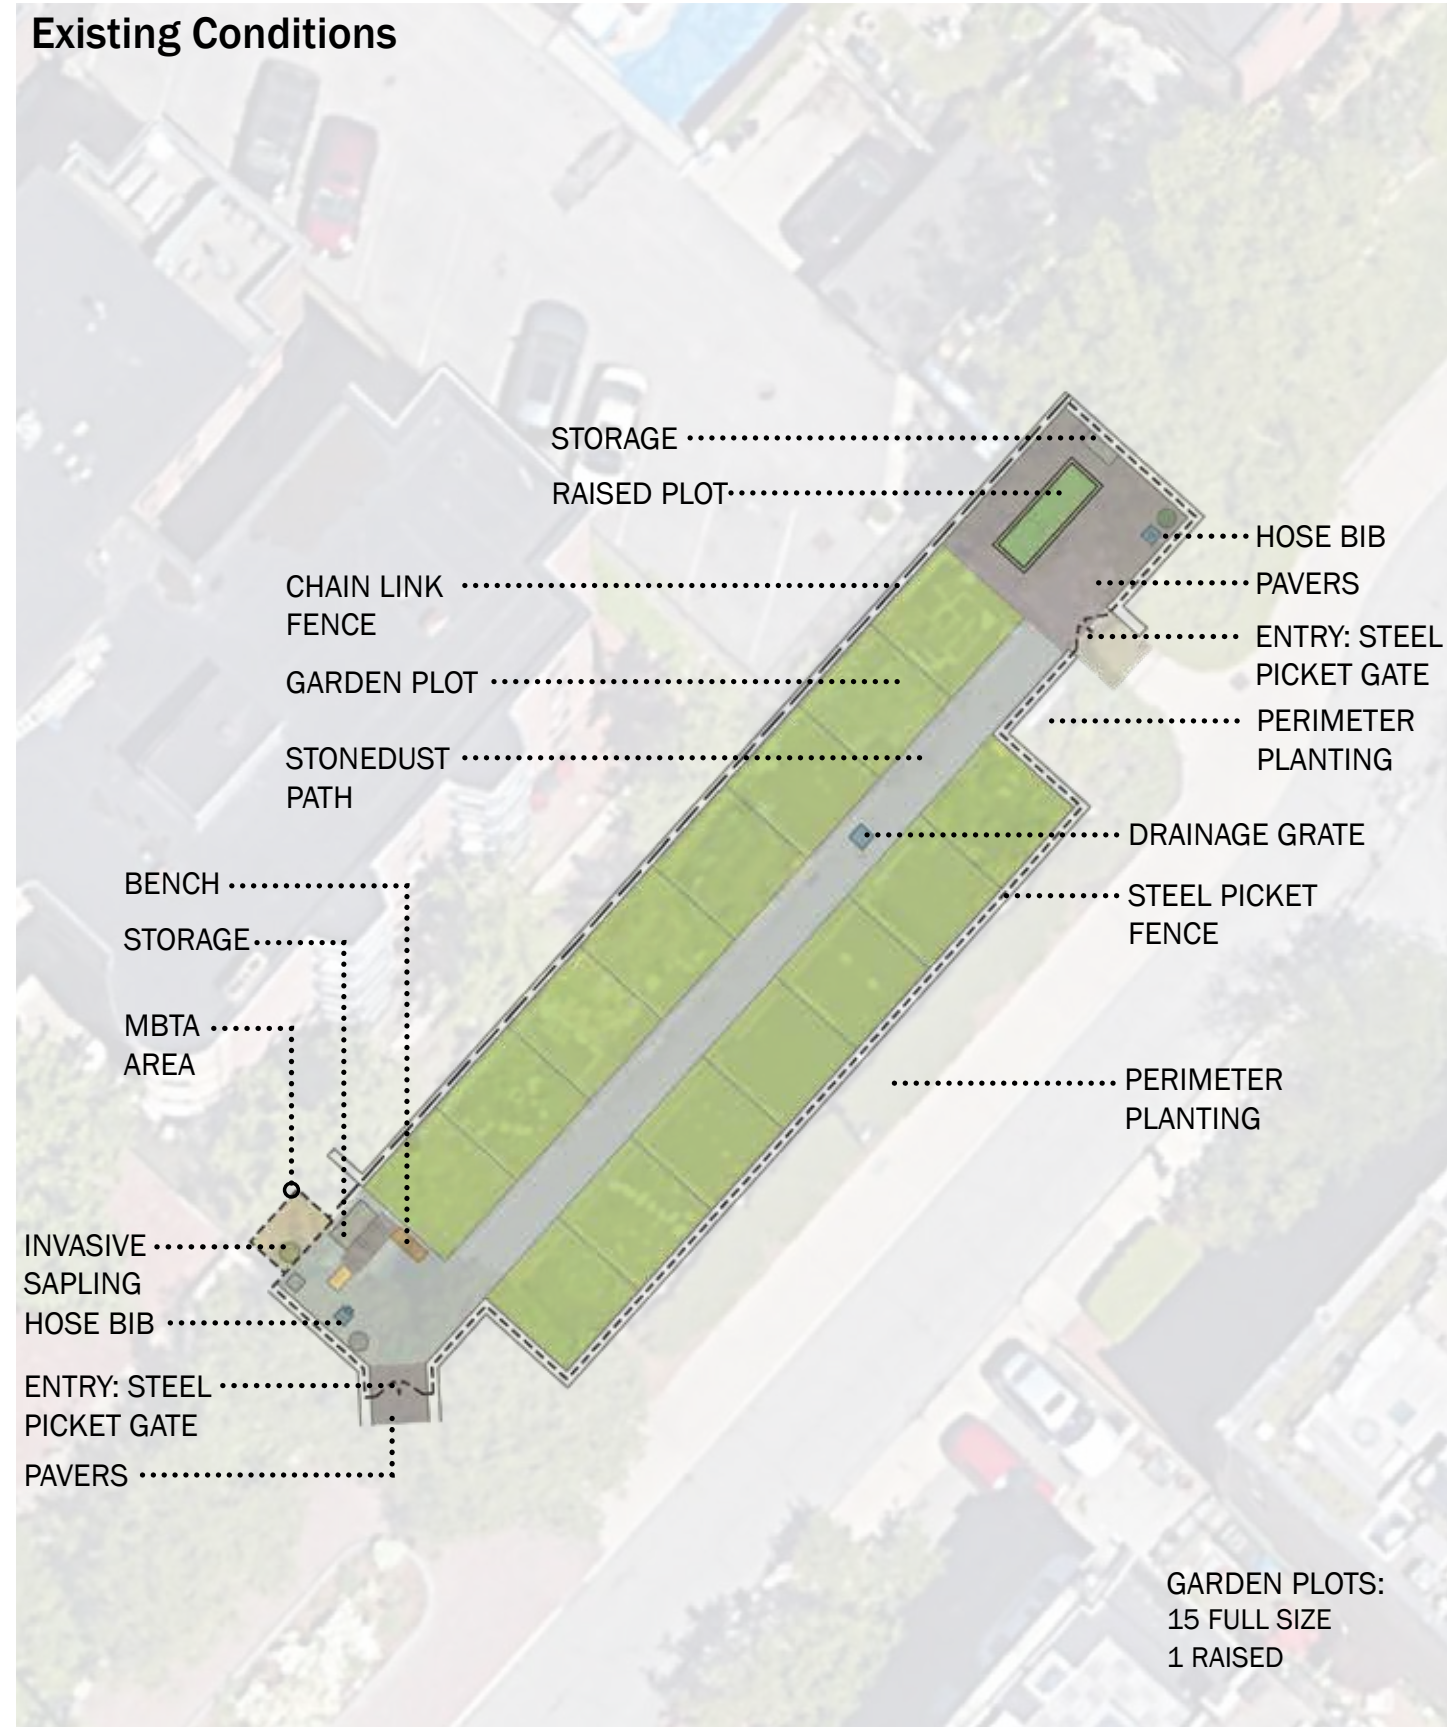 Existing Conditions
STORAGE
RAISED PLOT
HOSE BIB
CHAIN LINK
FENCE
PAVERS
ENTRY: STEEL
PICKET GATE
GARDEN PLOT
PERIMETER
PLANTING
STONEDUST
PATH
DRAINAGE GRATE
BENCH
STEEL PICKET
FENCE
STORAGE
MBTA
AREA
PERIMETER
PLANTING
INVASIVE
SAPLING
HOSE BIB
ENTRY: STEEL
PICKET GATE
PAVERS
GARDEN PLOTS:
15 FULL SIZE
1 RAISED